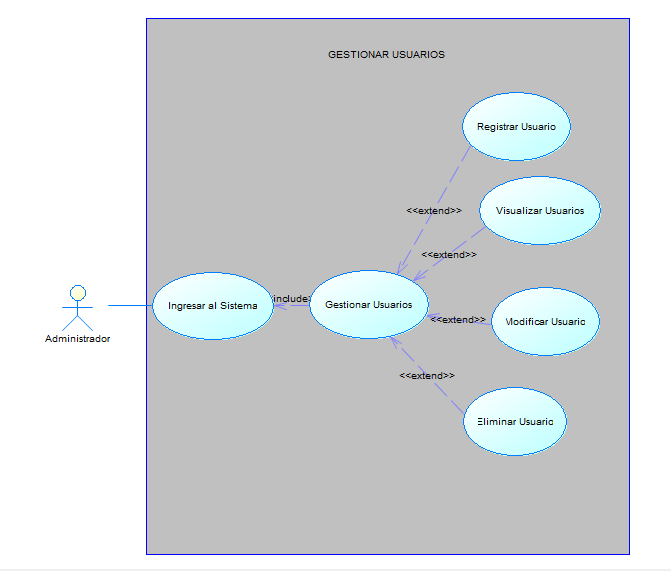 GESTIONAR USUARIOS
Registrar Usuario
<<extend>>
Visualizar Usuarios
<<extend>>
Ingresar al Sistema
include
Gestionar Usuarios
<<extend>>
Modificar Usuario
Administrador
<<extend>>
Eliminar Usuario